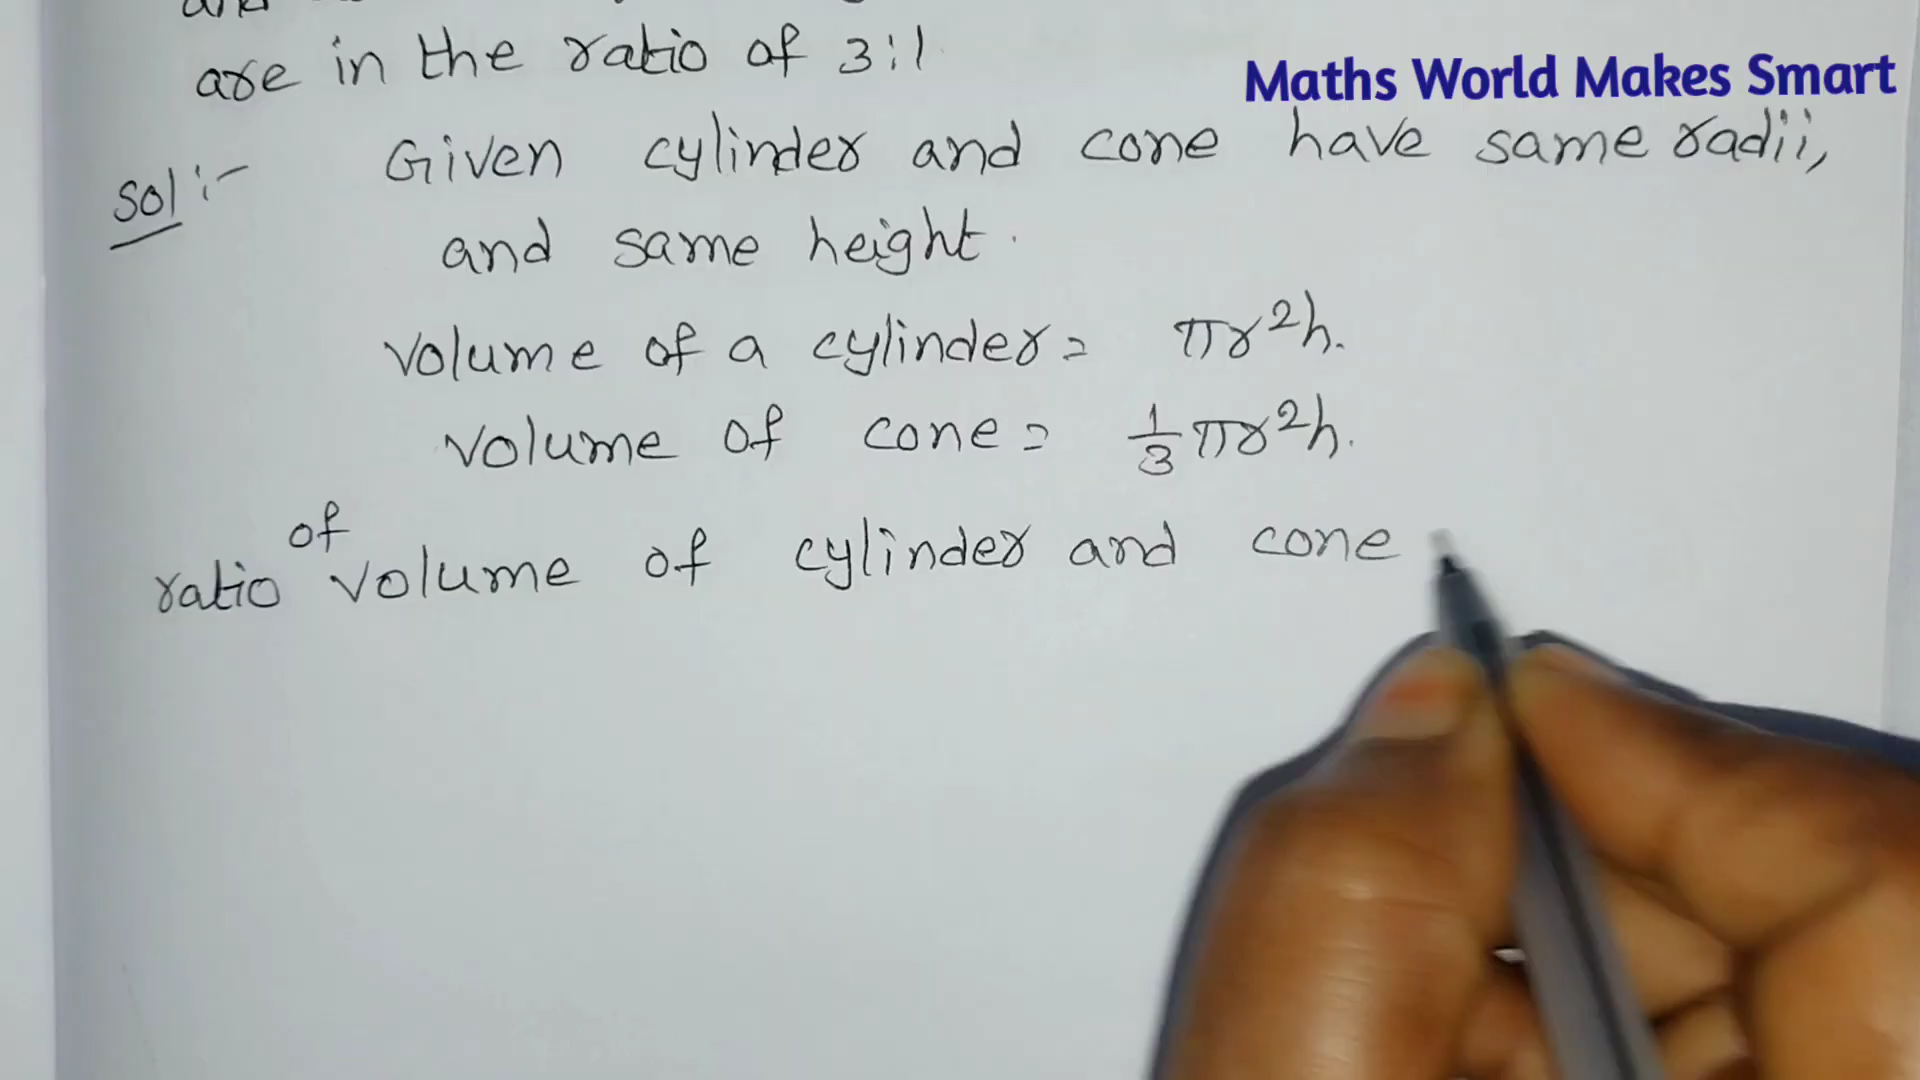 are in the ratio of 3:1
Maths World Makes Smart
Sol:- Given cylinder and cone have same radii,
and same height.
Volume of a cylinder = πr²h.
Volume of cone = 1/3 πr²h.
ratio of volume of cylinder and cone